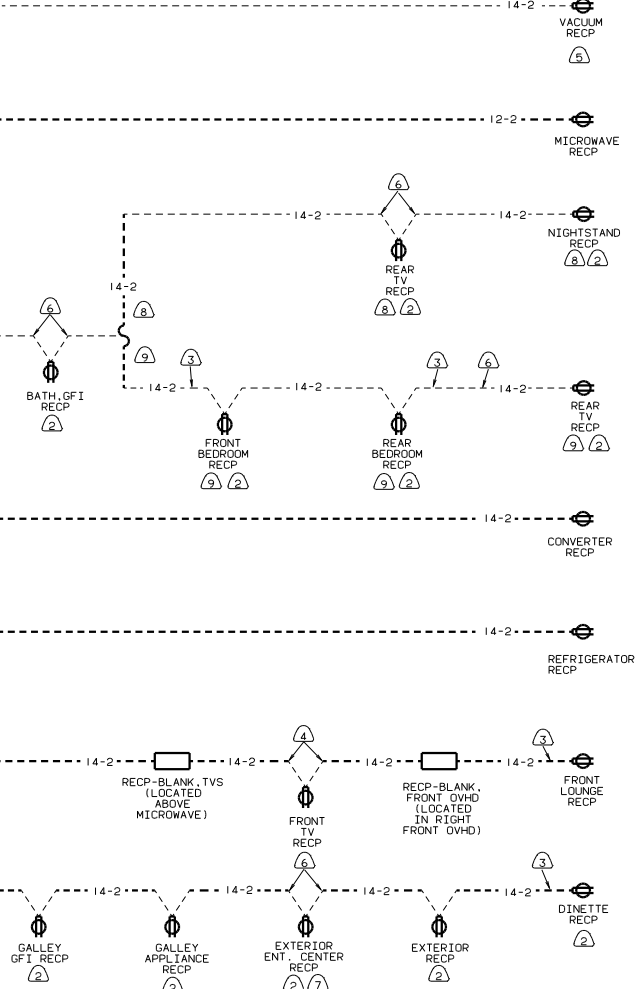 14-2
VACUUM
RECP
5
12-2
MICROWAVE
RECP
6
14-2
14-2
NIGHTSTAND
RECP
8 2
REAR
TV
RECP
8 2
14-2
8
6
9
3
3
6
14-2
14-2
14-2
BATH,GFI
RECP
2
FRONT
BEDROOM
RECP
9 2
REAR
BEDROOM
RECP
9 2
REAR
TV
RECP
9 2
14-2
CONVERTER
RECP
14-2
REFRIGERATOR
RECP
4
3
14-2
14-2
14-2
14-2
RECP-BLANK,TVS
(LOCATED
ABOVE
MICROWAVE)
FRONT
TV
RECP
RECP-BLANK,
FRONT OVHD
(LOCATED
IN RIGHT
FRONT OVHD)
FRONT
LOUNGE
RECP
6
3
14-2
14-2
14-2
14-2
GALLEY
GFI RECP
2
GALLEY
APPLIANCE
RECP
2
EXTERIOR
ENT. CENTER
RECP
2 7
EXTERIOR
RECP
2
DINETTE
RECP
2